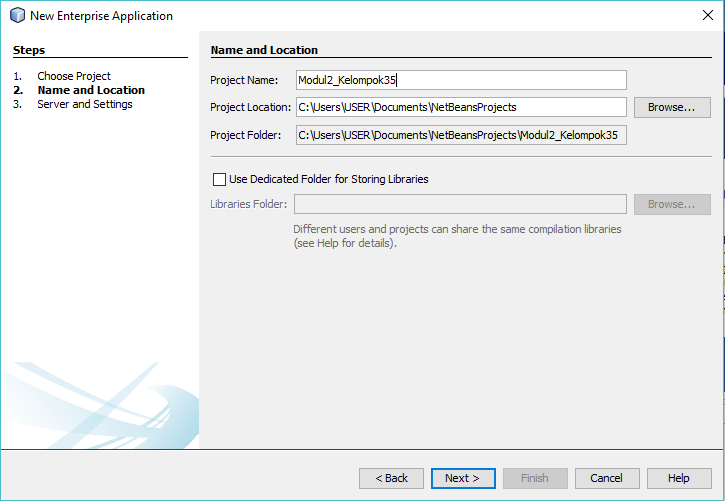 New Enterprise Application
Steps
1. Choose Project
2. Name and Location
3. Server and Settings
Name and Location
Project Name: Modul2_Kelompok35
Project Location: C:\Users\USER\Documents\NetBeansProjects Browse...
Project Folder: C:\Users\USER\Documents\NetBeansProjects\Modul2_Kelompok35
Use Dedicated Folder for Storing Libraries
Libraries Folder: Browse...
Different users and projects can share the same compilation libraries
(see Help for details).
< Back Next > Finish Cancel Help